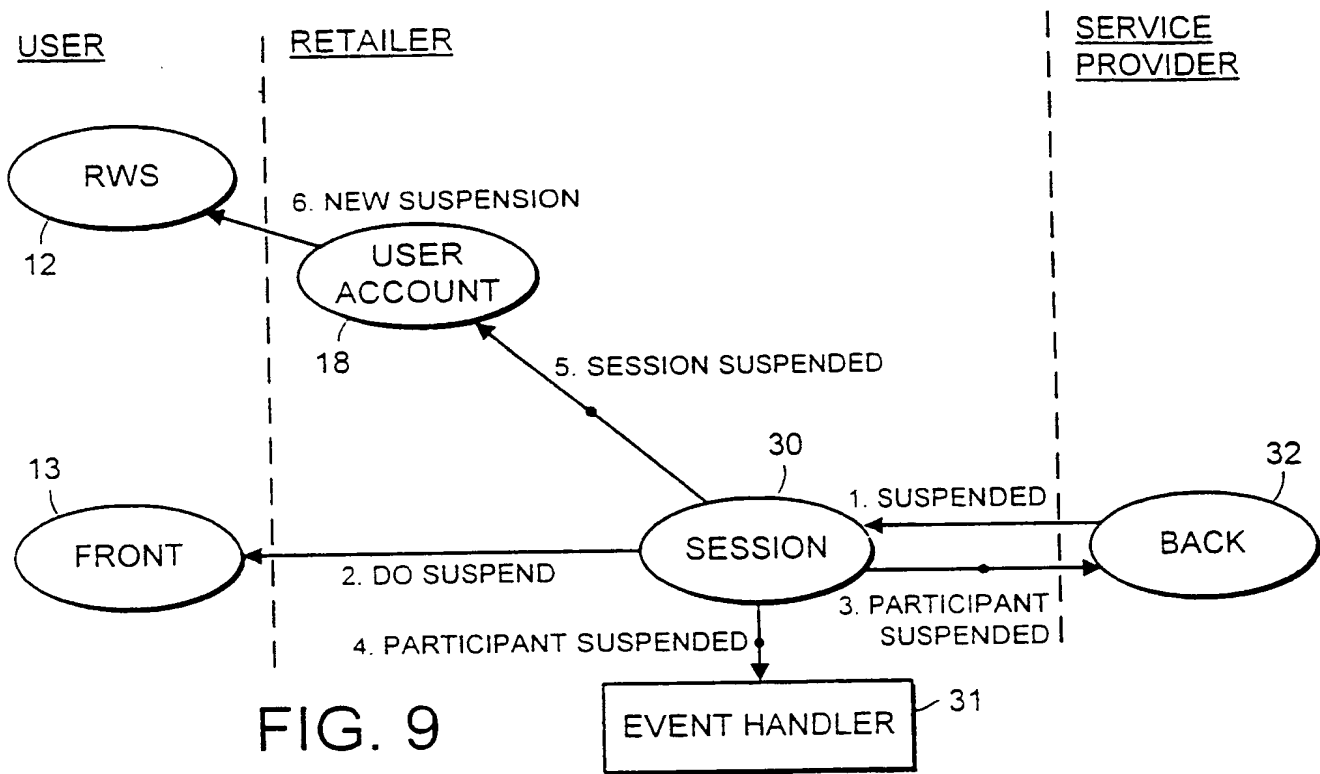 USER
RETAILER
SERVICE
PROVIDER
RWS
12
6. NEW SUSPENSION
USER
ACCOUNT
18
5. SESSION SUSPENDED
13
FRONT
2. DO SUSPEND
30
SESSION
1. SUSPENDED
32
BACK
3. PARTICIPANT
SUSPENDED
4. PARTICIPANT SUSPENDED
EVENT HANDLER
31
FIG. 9